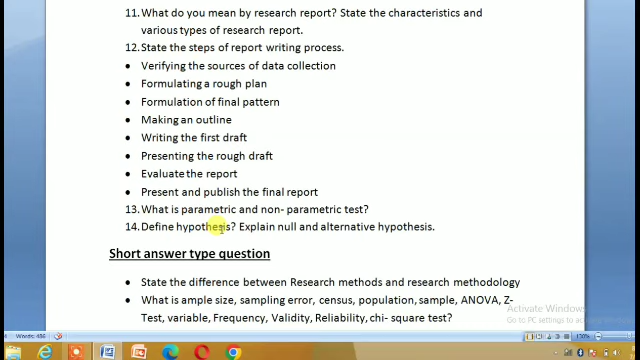 11. What do you mean by research report? State the characteristics and
various types of research report.
12. State the steps of report writing process.
• Verifying the sources of data collection
• Formulating a rough plan
• Formulation of final pattern
• Making an outline
• Writing the first draft
• Presenting the rough draft
• Evaluate the report
• Present and publish the final report
13. What is parametric and non- parametric test?
14. Define hypothesis? Explain null and alternative hypothesis.
Short answer type question
• State the difference between Research methods and research methodology
• What is ample size, sampling error, census, population, sample, ANOVA, Z-
Test, variable, Frequency, Validity, Reliability, chi- square test?
Activate Windows
Go to PC settings to activate
Words: 486
130%